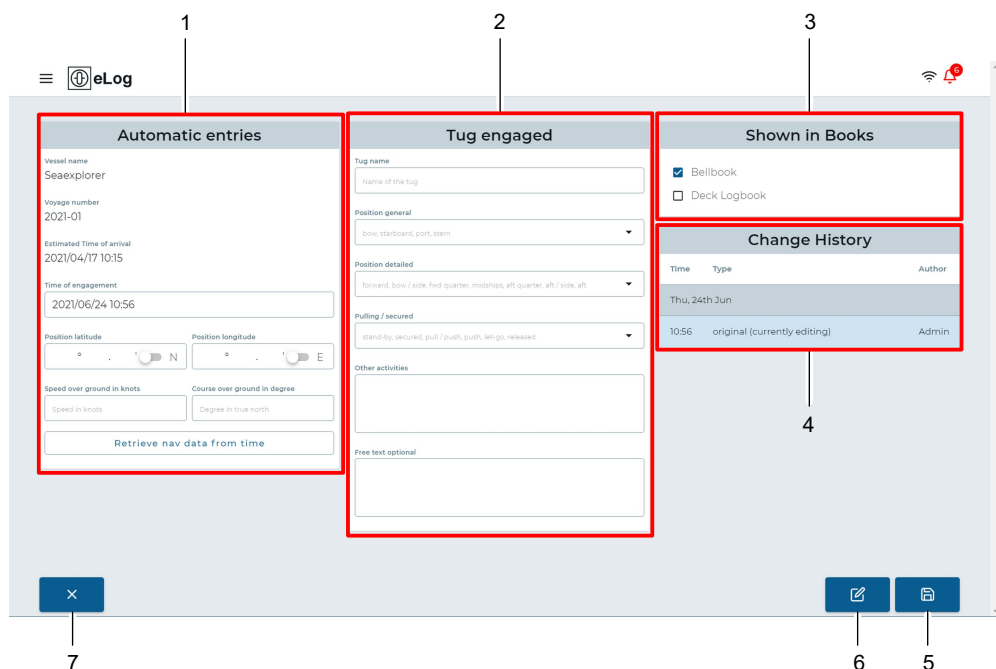 1
2
3
eLog
6
Automatic entries
Vessel name
Seaexplorer
Voyage number
2021-01
Estimated Time of arrival
2021/04/17 10:15
Time of engagement
2021/06/24 10:56
Position latitude Position longitude
° . ' N ° . ' E
Speed over ground in knots Course over ground in degree
Speed in knots Degree in true north
Retrieve nav data from time
Tug engaged
Tug name
Name of the tug
Position general
bow, starboard, port, stern
Position detailed
forward, bow / side, fwd quarter, midships, aft quarter, aft / side, aft
Pulling / secured
stand-by, secured, pull / push, push, let-go, released
Other activities
Free text optional
Shown in Books
Bellbook
Deck Logbook
Change History
Time Type Author
Thu, 24th Jun
10:56 original (currently editing) Admin
4
7
6
5